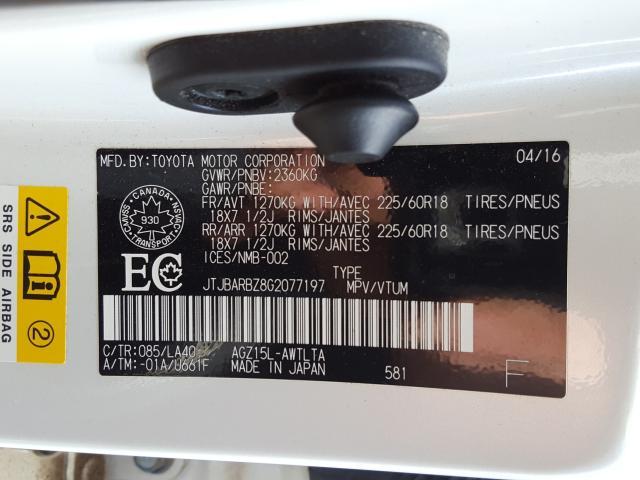 MFD.BY:TOYOTA MOTOR CORPORATION 04/16
GVWR/PNBV:2360KG
GAWR/PNBE:
FR/AVT 1270KG WITH/AVEC 225/60R18 TIRES/PNEUS
18X7 1/2J RIMS/JANTES
RR/ARR 1270KG WITH/AVEC 225/60R18 TIRES/PNEUS
18X7 1/2J RIMS/JANTES
ICES/NMB-002
CANADA
930
TRANSPORT
CMVSS
NSVAC
EC
TYPE
JTJBARBZ8G2077197 MPV/VTUM
C/TR:085/LA40 AGZ15L-AWTLTA
A/TM:-01A/U661F MADE IN JAPAN 581 F
SRS SIDE AIRBAG
2